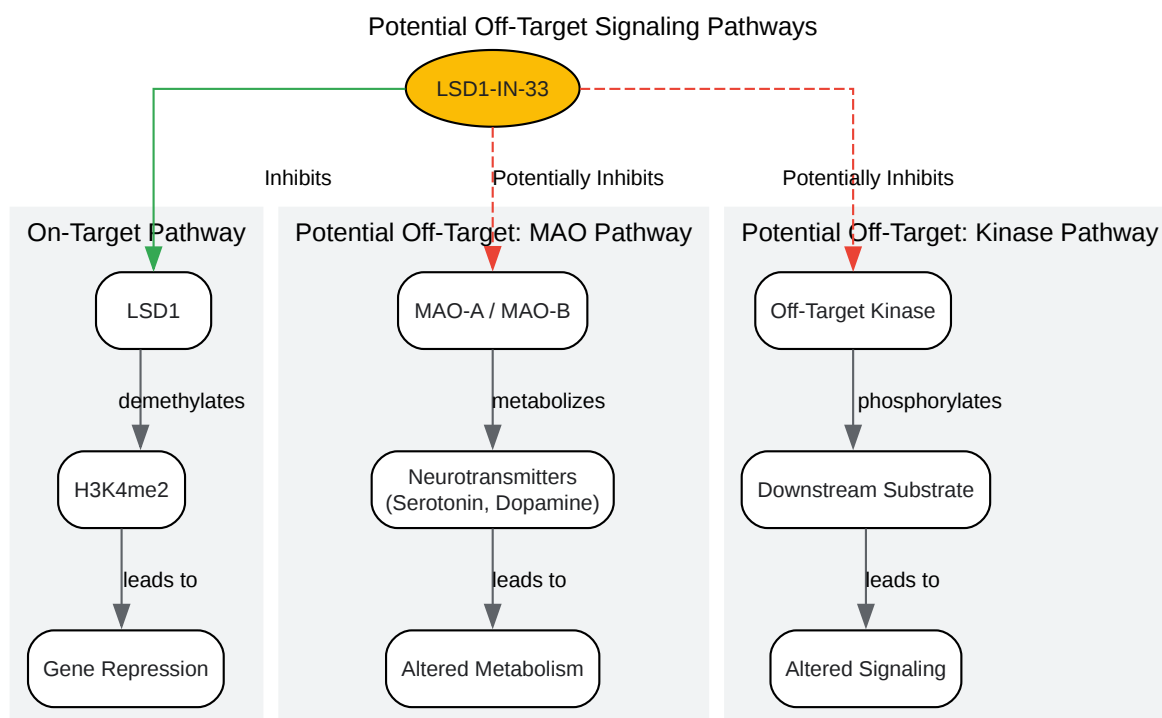 Potential Off-Target Signaling Pathways
LSD1-IN-33
Inhibits
Potentially Inhibits
Potentially Inhibits
On-Target Pathway
Potential Off-Target: MAO Pathway
Potential Off-Target: Kinase Pathway
LSD1
MAO-A / MAO-B
Off-Target Kinase
demethylates
metabolizes
phosphorylates
H3K4me2
Neurotransmitters
(Serotonin, Dopamine)
Downstream Substrate
leads to
leads to
leads to
Gene Repression
Altered Metabolism
Altered Signaling